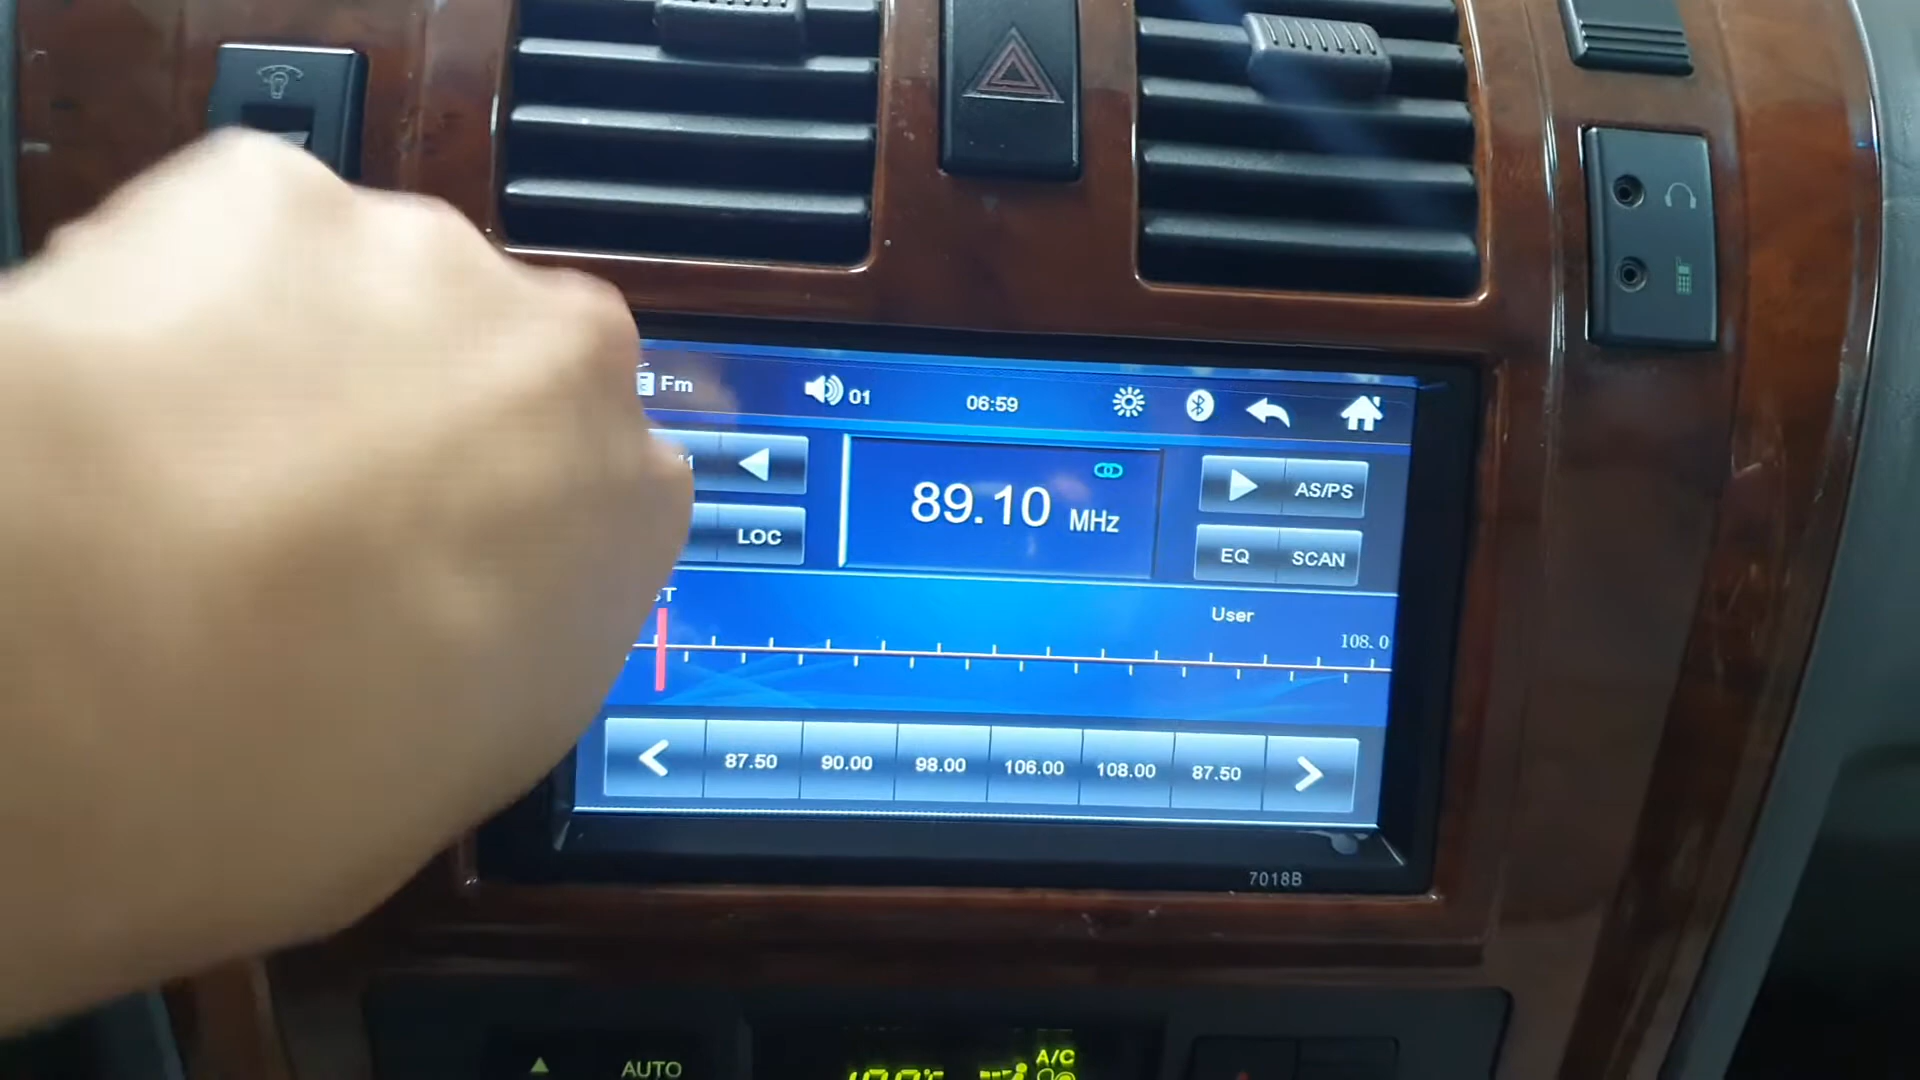 Fm 01 06:59
89.10 MHz
AS/PS
LOC
EQ SCAN
User
108.0
87.50 90.00 98.00 106.00 108.00 87.50
7018B
A/C
AUTO